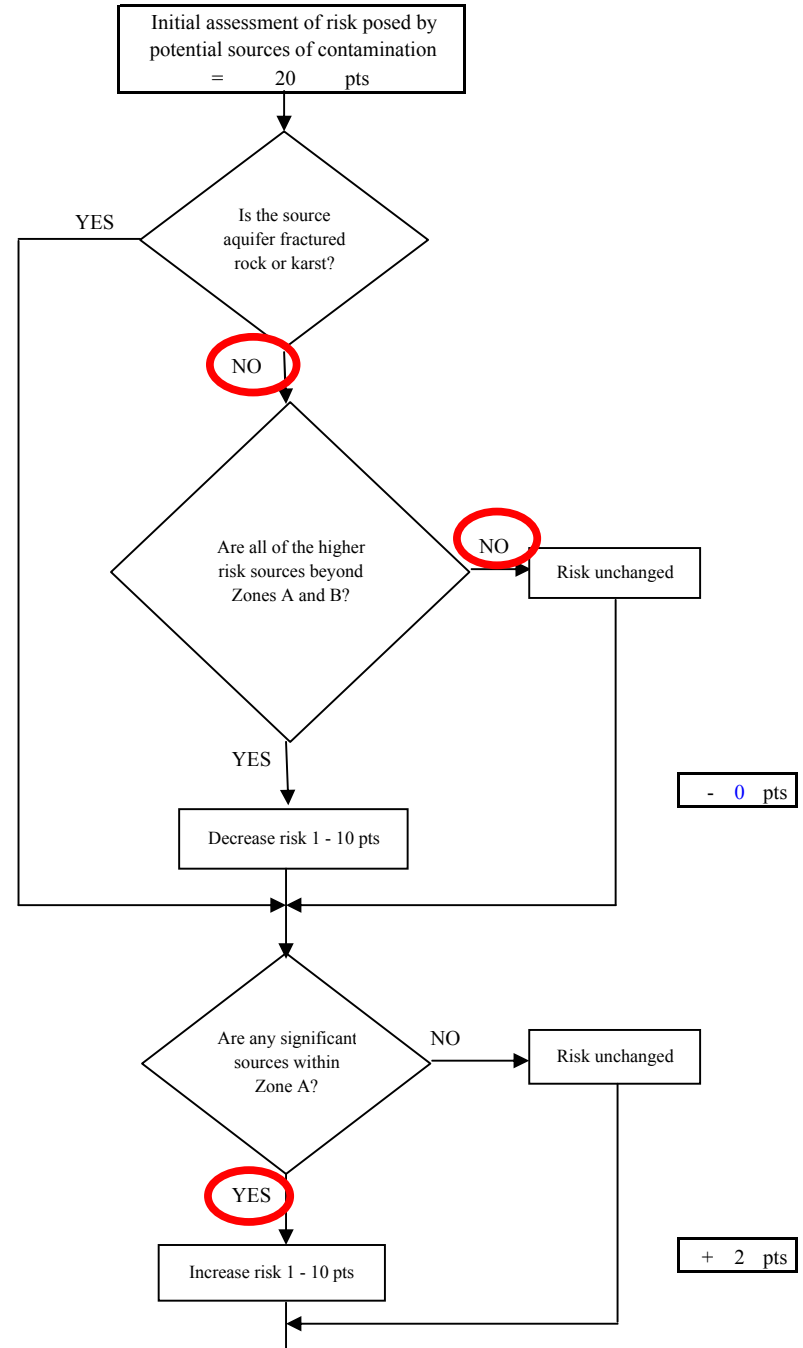 Initial assessment of risk posed by
potential sources of contamination
= 20 pts
YES
Is the source
aquifer fractured
rock or karst?
NO
Are all of the higher
risk sources beyond
Zones A and B?
NO
Risk unchanged
YES
- 0 pts
Decrease risk 1 - 10 pts
Are any significant
sources within
Zone A?
NO
Risk unchanged
YES
+ 2 pts
Increase risk 1 - 10 pts